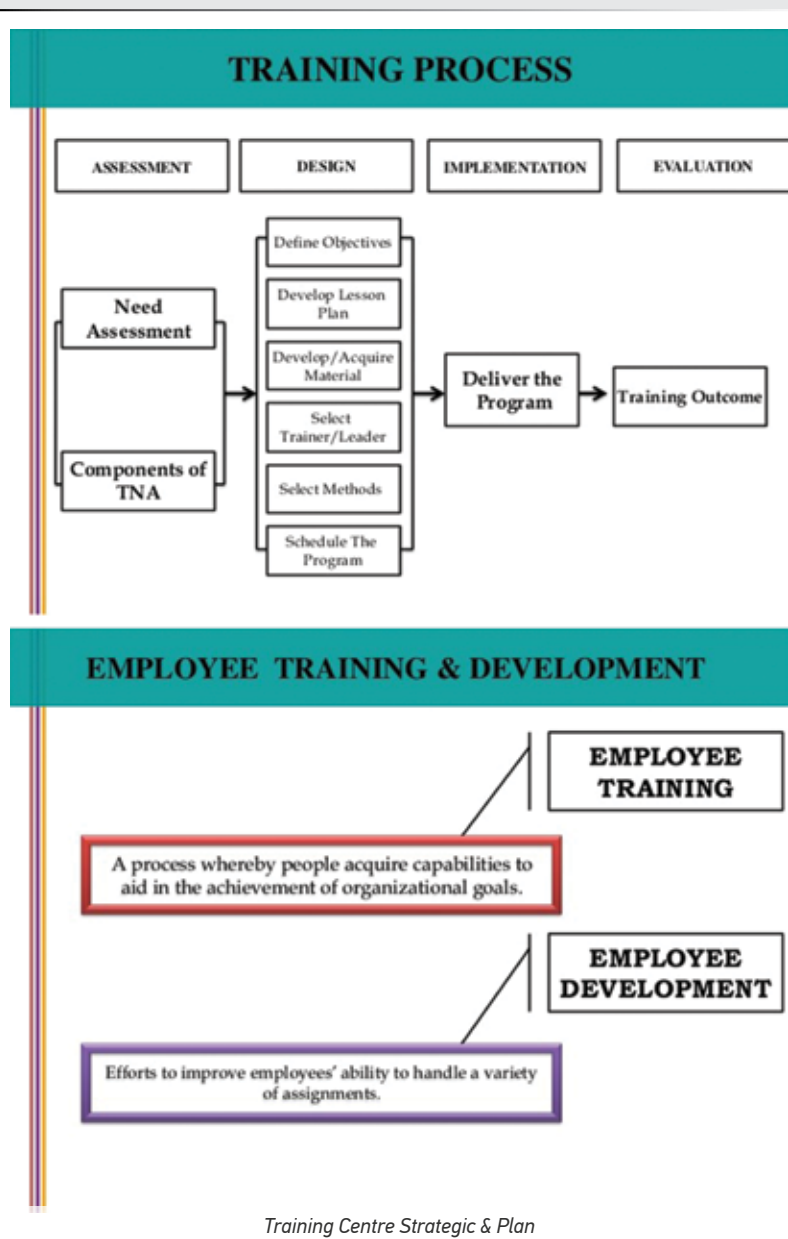 TRAINING PROCESS
ASSESSMENT
DESIGN
IMPLEMENTATION
EVALUATION
Need
Assessment
Components of
TNA
Define Objectives
Develop Lesson
Plan
Develop/Acquire
Material
Select
Trainer/Leader
Select Methods
Schedule The
Program
Deliver the
Program
Training Outcome
EMPLOYEE TRAINING & DEVELOPMENT
EMPLOYEE
TRAINING
A process whereby people acquire capabilities to
aid in the achievement of organizational goals.
EMPLOYEE
DEVELOPMENT
Efforts to improve employees' ability to handle a variety
of assignments.
Training Centre Strategic & Plan